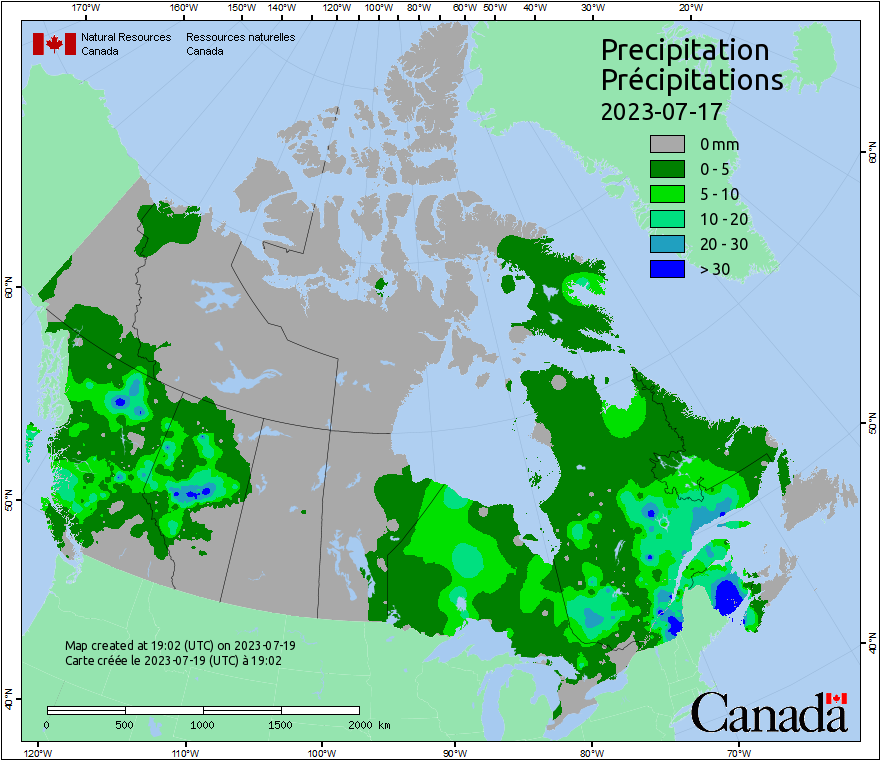 170°W 160°W 150°W 140°W 130°W 120°W 110°W 100°W 90°W 80°W 60°W 50°W 40°W 30°W 20°W
Natural Resources Ressources naturelles
Canada Canada
Precipitation
Précipitations
2023-07-17
0 mm
0 - 5
5 - 10
10 - 20
20 - 30
> 30
60°N
60°N
50°N
50°N
40°N
40°N
Map created at 19:02 (UTC) on 2023-07-19
Carte créée le 2023-07-19 (UTC) à 19:02
0 500 1000 1500 2000 km
Canada
120°W 110°W 100°W 90°W 80°W 70°W